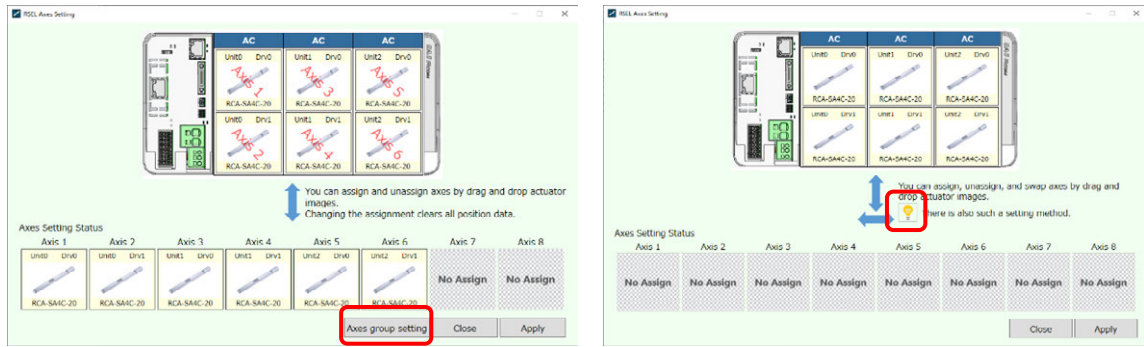 RSEL Axes Setting
AC AC AC
Unit0 Drv0 Unit1 Drv0 Unit2 Drv0
Axis 1 Axis 3 Axis 5
RCA-SA4C-20 RCA-SA4C-20 RCA-SA4C-20
Unit0 Drv1 Unit1 Drv1 Unit2 Drv1
Axis 2 Axis 4 Axis 6
RCA-SA4C-20 RCA-SA4C-20 RCA-SA4C-20
You can assign and unassign axes by drag and drop actuator
images.
Changing the assignment clears all position data.
Axes Setting Status
Axis 1 Axis 2 Axis 3 Axis 4 Axis 5 Axis 6 Axis 7 Axis 8
Unit0 Drv0 Unit0 Drv1 Unit1 Drv0 Unit1 Drv1 Unit2 Drv0 Unit2 Drv1
No Assign No Assign
RCA-SA4C-20 RCA-SA4C-20 RCA-SA4C-20 RCA-SA4C-20 RCA-SA4C-20 RCA-SA4C-20
Axes group setting Close Apply
RSEL Axes Setting
AC AC AC
Unit0 Drv0 Unit1 Drv0 Unit2 Drv0
RCA-SA4C-20 RCA-SA4C-20 RCA-SA4C-20
Unit0 Drv1 Unit1 Drv1 Unit2 Drv1
RCA-SA4C-20 RCA-SA4C-20 RCA-SA4C-20
You can assign, unassign, and swap axes by drag and
drop actuator images.
here is also such a setting method.
Axes Setting Status
Axis 1 Axis 2 Axis 3 Axis 4 Axis 5 Axis 6 Axis 7 Axis 8
No Assign No Assign No Assign No Assign No Assign No Assign No Assign No Assign
Close Apply